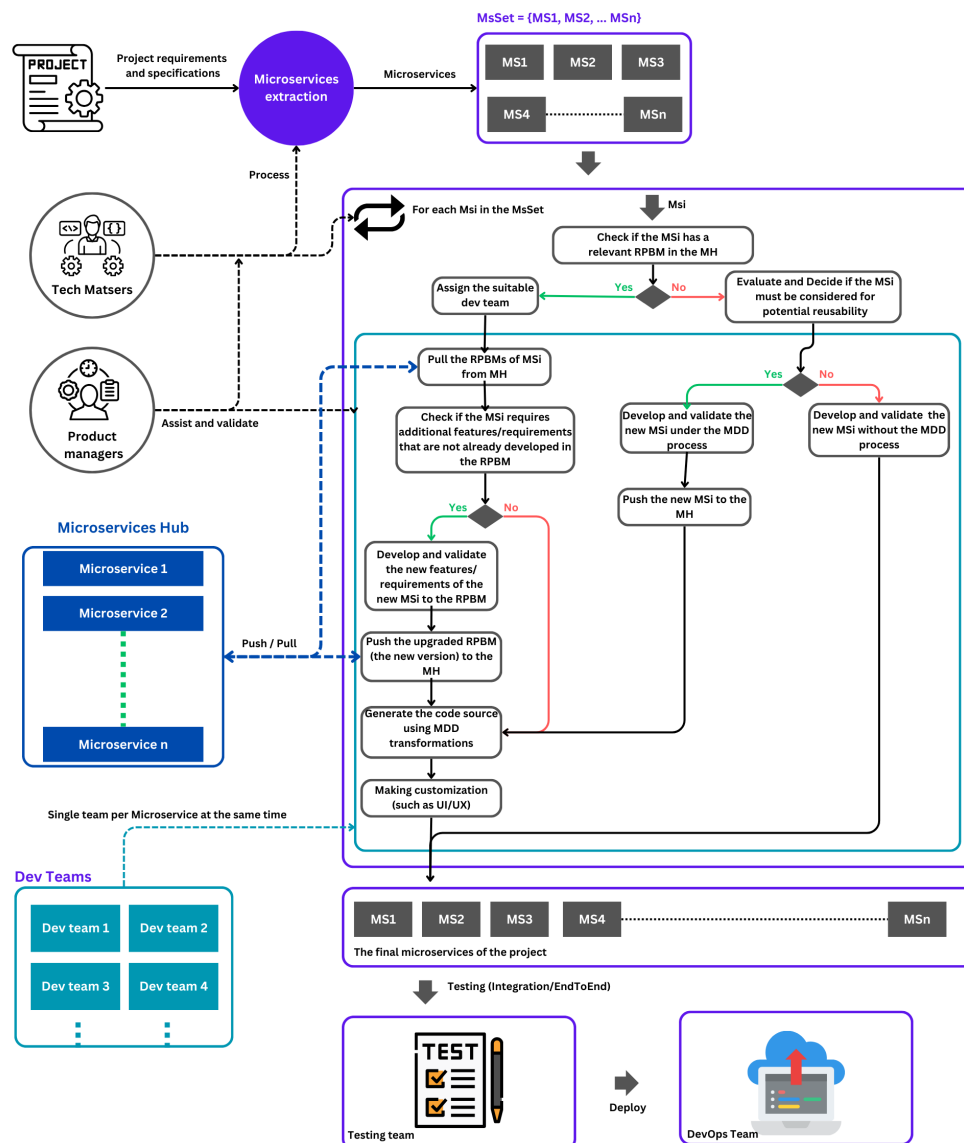 MsSet = {MS1, MS2, ... MSn}
PROJECT
Project requirements
and specifications
Microservices
extraction
Microservices
MS1
MS2
MS3
MS4
MSn
Process
For each Msi in the MsSet
Msi
Check if the MSi has a
relevant RPBM in the MH
Tech Matsers
Assign the suitable
dev team
Yes
No
Evaluate and Decide if the MSi
must be considered for
potential reusability
Pull the RPBMs of MSi
from MH
Yes
No
Product
managers
Assist and validate
Check if the MSi requires
additional features/requirements
that are not already developed in
the RPBM
Develop and validate the
new MSi under the MDD
process
Develop and validate  the
new MSi without the MDD
process
Push the new MSi to the
MH
Yes
No
Microservices Hub
Microservice 1
Microservice 2
Microservice n
Push / Pull
Develop and validate
the new features/
requirements of the
new MSi to the RPBM
Push the upgraded RPBM
(the new version) to the
MH
Generate the code source
using MDD
transformations
Making customization
(such as UI/UX)
Single team per Microservice at the same time
Dev Teams
Dev team 1
Dev team 2
Dev team 3
Dev team 4
MS1
MS2
MS3
MS4
MSn
The final microservices of the project
Testing (Integration/EndToEnd)
TEST
Testing team
Deploy
DevOps Team